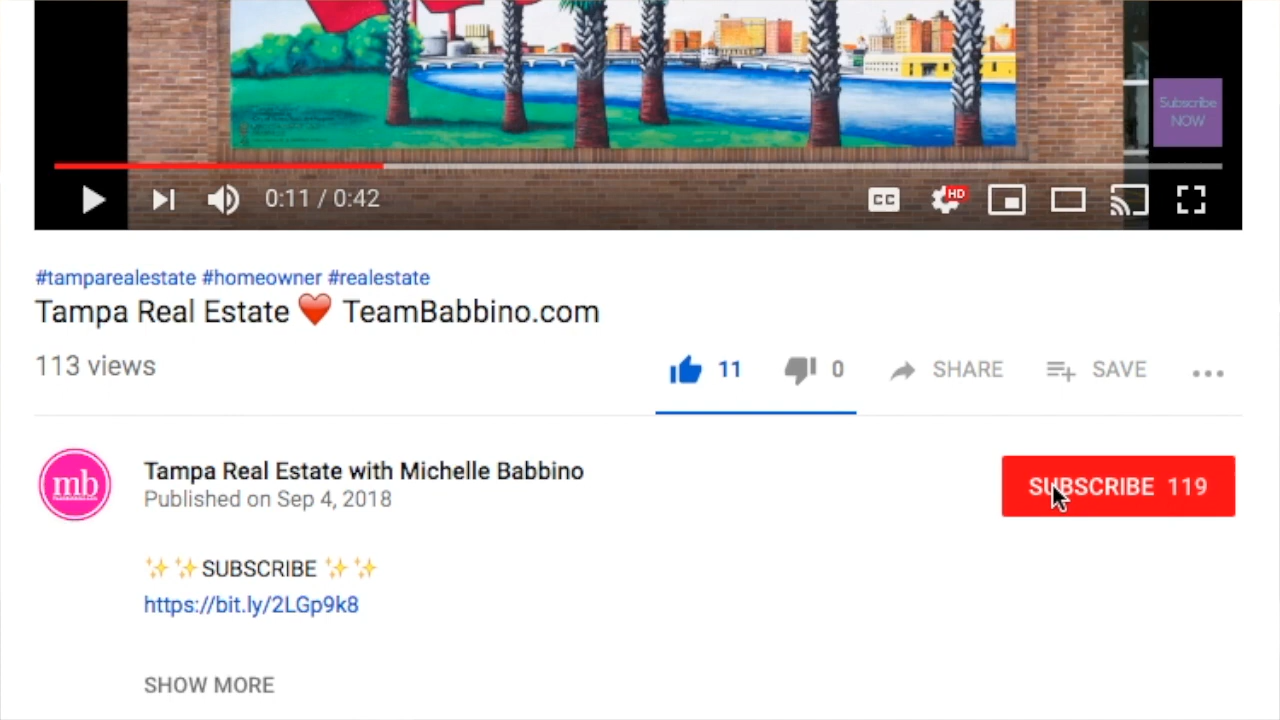 Subscribe
NOW
0:11 / 0:42
CC
HD
#tamparealestate #homeowner #realestate
Tampa Real Estate ❤️ TeamBabbino.com
113 views
11
0
SHARE
SAVE
mb
Tampa Real Estate with Michelle Babbino
Published on Sep 4, 2018
SUBSCRIBE 119
✨✨SUBSCRIBE ✨✨
https://bit.ly/2LGp9k8
SHOW MORE